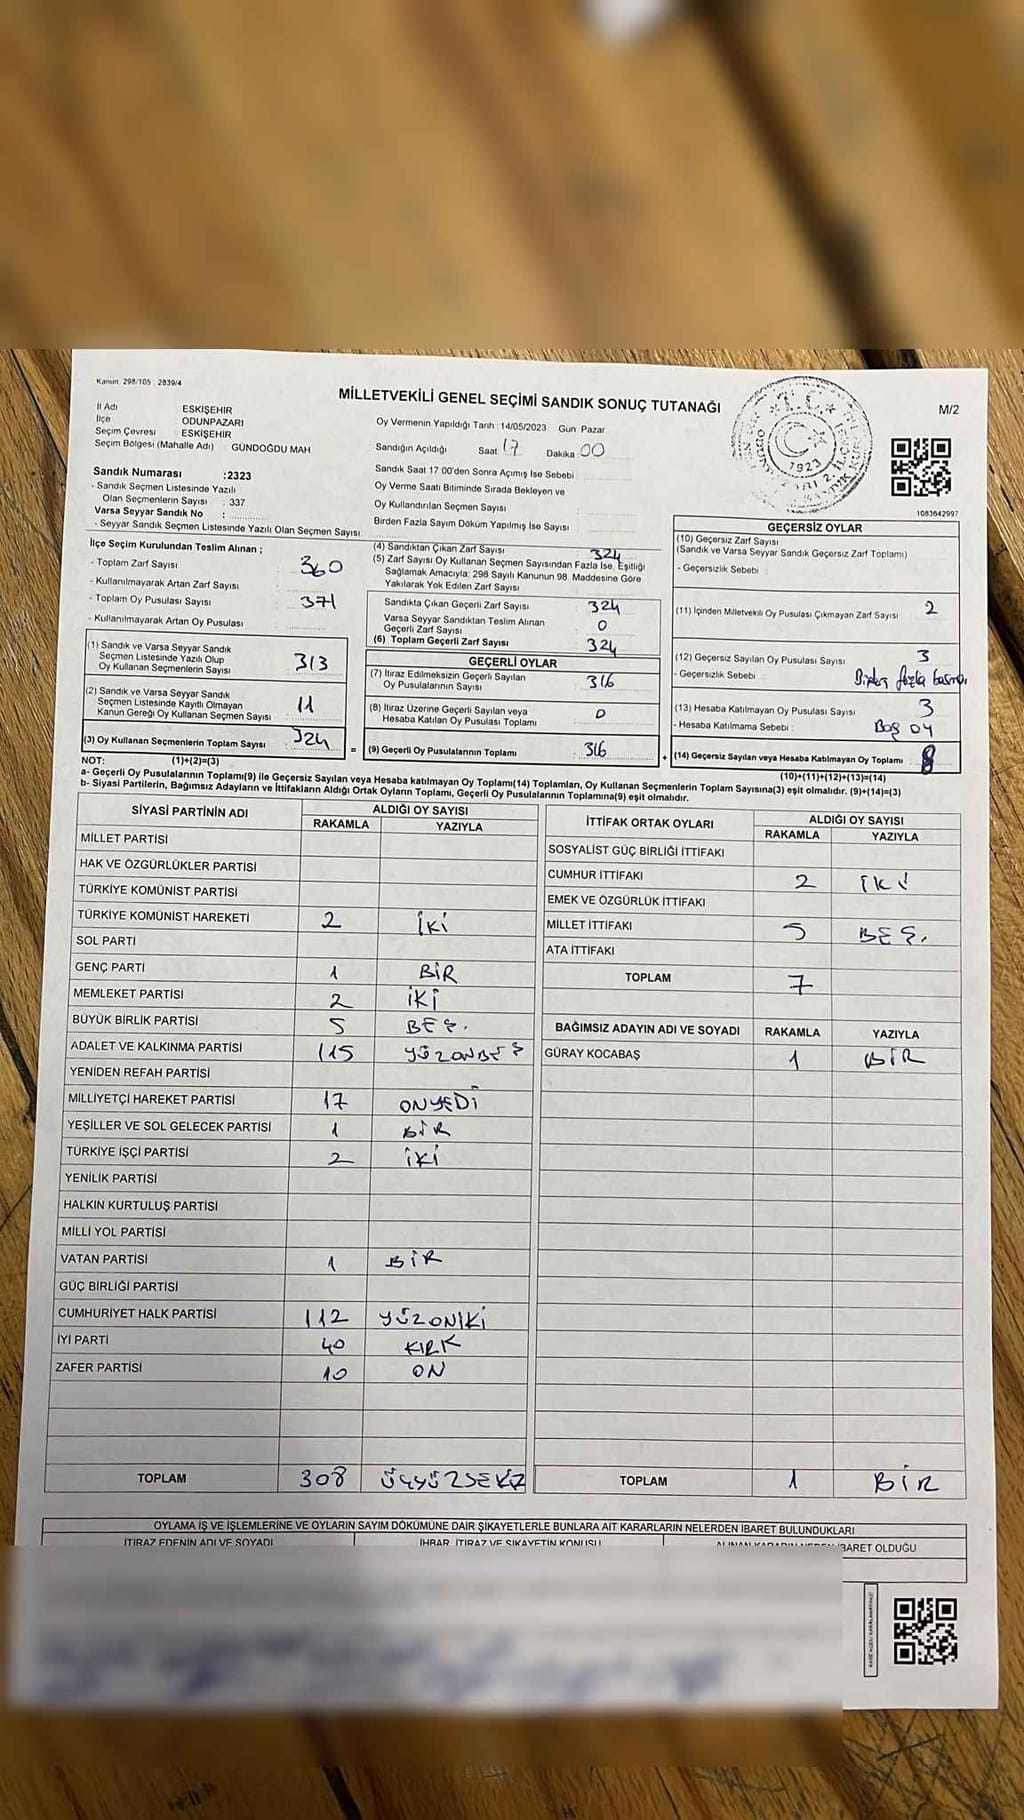 Kanun: 298/105 , 2839/4
MİLLETVEKİLİ GENEL SEÇİMİ SANDIK SONUÇ TUTANAĞI
M/2
İl Adı : ESKİŞEHİR
İlçe : ODUNPAZARI
Seçim Çevresi : ESKİŞEHİR
Seçim Bölgesi (Mahalle Adı) : GÜNDOĞDU MAH
Oy Vermenin Yapıldığı Tarih : 14/05/2023 Gün Pazar
Sandığın Açıldığı Saat 17 Dakika 00
Sandık Saat 17:00'den Sonra Açımış İse Sebebi :
Oy Verme Saati Bitiminde Sırada Bekleyen ve
Oy Kullandırılan Seçmen Sayısı :
Birden Fazla Sayım Döküm Yapılmış İse Sayısı :
T.C.
1923
1083642997
Sandık Numarası :2323
- Sandık Seçmen Listesinde Yazılı
Olan Seçmenlerin Sayısı : 337
Varsa Seyyar Sandık No :
- Seyyar Sandık Seçmen Listesinde Yazılı Olan Seçmen Sayısı:
İlçe Seçim Kurulundan Teslim Alınan ;
- Toplam Zarf Sayısı : 360
- Kullanılmayarak Artan Zarf Sayısı :
- Toplam Oy Pusulası Sayısı : 371
- Kullanılmayarak Artan Oy Pusulası :
(1) Sandık ve Varsa Seyyar Sandık
Seçmen Listesinde Yazılı Olup
Oy Kullanan Seçmenlerin Sayısı : 313
(2) Sandık ve Varsa Seyyar Sandık
Seçmen Listesinde Kayıtlı Olmayan
Kanun Gereği Oy Kullanan Seçmen Sayısı : 11
(3) Oy Kullanan Seçmenlerin Toplam Sayısı : 324
(1)+(2)=(3)
(4) Sandıktan Çıkan Zarf Sayısı : 324
(5) Zarf Sayısı Oy Kullanan Seçmen Sayısından Fazla İse, Eşitliği
Sağlamak Amacıyla; 298 Sayılı Kanunun 98. Maddesine Göre
Yakılarak Yok Edilen Zarf Sayısı :
Sandıkta Çıkan Geçerli Zarf Sayısı : 324
Varsa Seyyar Sandıktan Teslim Alınan
Geçerli Zarf Sayısı : 0
(6) Toplam Geçerli Zarf Sayısı : 324
GEÇERLİ OYLAR
(7) İtiraz Edilmeksizin Geçerli Sayılan
Oy Pusulalarının Sayısı : 316
(8) İtiraz Üzerine Geçerli Sayılan veya
Hesaba Katılan Oy Pusulası Toplamı : 0
= (9) Geçerli Oy Pusulalarının Toplamı : 316
GEÇERSİZ OYLAR
(10) Geçersiz Zarf Sayısı
(Sandık ve Varsa Seyyar Sandık Geçersiz Zarf Toplamı)
- Geçersizlik Sebebi :
(11) İçinden Milletvekili Oy Pusulası Çıkmayan Zarf Sayısı : 2
(12) Geçersiz Sayılan Oy Pusulası Sayısı : 3
- Geçersizlik Sebebi : Birden fazla basma
(13) Hesaba Katılmayan Oy Pusulası Sayısı : 3
- Hesaba Katılmama Sebebi : Boş oy
+ (14) Geçersiz Sayılan veya Hesaba Katılmayan Oy Toplamı : 8
(10)+(11)+(12)+(13)=(14)
NOT:
a- Geçerli Oy Pusulalarının Toplamı(9) ile Geçersiz Sayılan veya Hesaba katılmayan Oy Toplamı(14) Toplamları, Oy Kullanan Seçmenlerin Toplam Sayısına(3) eşit olmalıdır. (9)+(14)=(3)
b- Siyasi Partilerin, Bağımsız Adayların ve İttifakların Aldığı Ortak Oyların Toplamı, Geçerli Oy Pusulalarının Toplamına(9) eşit olmalıdır.
SİYASİ PARTİNİN ADI ALDIĞI OY SAYISI
RAKAMLA YAZIYLA
MİLLET PARTİSİ
HAK VE ÖZGÜRLÜKLER PARTİSİ
TÜRKİYE KOMÜNİST PARTİSİ
TÜRKİYE KOMÜNİST HAREKETİ 2 İKİ
SOL PARTİ
GENÇ PARTİ 1 BİR
MEMLEKET PARTİSİ 2 İKİ
BÜYÜK BİRLİK PARTİSİ 5 BEŞ.
ADALET VE KALKINMA PARTİSİ 115 YÜZONBEŞ
YENİDEN REFAH PARTİSİ
MİLLİYETÇİ HAREKET PARTİSİ 17 ONYEDİ
YEŞİLLER VE SOL GELECEK PARTİSİ 1 BİR
TÜRKİYE İŞÇİ PARTİSİ 2 İKİ
YENİLİK PARTİSİ
HALKIN KURTULUŞ PARTİSİ
MİLLİ YOL PARTİSİ
VATAN PARTİSİ 1 BİR
GÜÇ BİRLİĞİ PARTİSİ
CUMHURİYET HALK PARTİSİ 112 YÜZONİKİ
İYİ PARTİ 40 KIRK
ZAFER PARTİSİ 10 ON
TOPLAM 308 ÜÇYÜZSEKİZ
İTTİFAK ORTAK OYLARI ALDIĞI OY SAYISI
RAKAMLA YAZIYLA
SOSYALİST GÜÇ BİRLİĞİ İTTİFAKI
CUMHUR İTTİFAKI 2 İKİ
EMEK VE ÖZGÜRLÜK İTTİFAKI
MİLLET İTTİFAKI 5 BEŞ.
ATA İTTİFAKI
TOPLAM 7
BAĞIMSIZ ADAYIN ADI VE SOYADI RAKAMLA YAZIYLA
GÜRAY KOCABAŞ 1 BİR
TOPLAM 1 BİR
OYLAMA İŞ VE İŞLEMLERİNE VE OYLARIN SAYIM DÖKÜMÜNE DAİR ŞİKAYETLERLE BUNLARA AİT KARARLARIN NELERDEN İBARET BULUNDUKLARI
İTİRAZ EDENİN ADI VE SOYADI İHBAR, İTİRAZ VE ŞİKAYETİN KONUSU ALINAN KARARIN NEDEN İBARET OLDUĞU